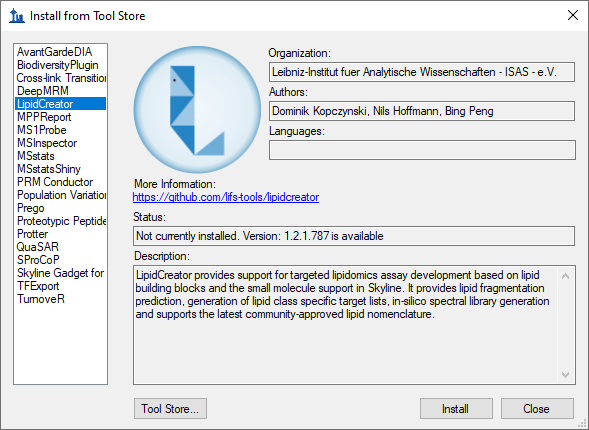 Install from Tool Store
AvantGardeDIA
BiodiversityPlugin
Cross-link Transition
DeepMRM
LipidCreator
MPPReport
MS1Probe
MSInspector
MSstats
MSstatsShiny
PRM Conductor
Population Variation
Prego
Proteotypic Peptide
Protter
QuaSAR
SProCoP
Skyline Gadget for
TFExport
TurnoveR
Organization:
Leibniz-Institut fuer Analytische Wissenschaften - ISAS - e.V.
Authors:
Dominik Kopczynski, Nils Hoffmann, Bing Peng
Languages:
More Information:
https://github.com/lifs-tools/lipidcreator
Status:
Not currently installed. Version: 1.2.1.787 is available
Description:
LipidCreator provides support for targeted lipidomics assay development based on lipid
building blocks and the small molecule support in Skyline. It provides lipid fragmentation
prediction, generation of lipid class specific target lists, in-silico spectral library generation
and supports the latest community-approved lipid nomenclature.
Tool Store...
Install
Close